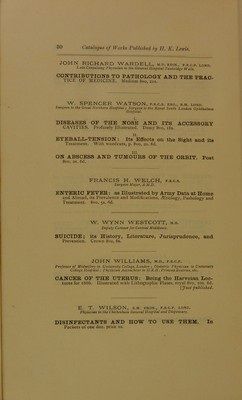 30 Catalogue of Works Published by H. K. Lewis.
JOHN RICHARD WARDELL, M.D. EDIN., F.R.C.P. LOND.
Late Consulting Physician to the General Hospital Tunbridge Wells.
CONTRIBUTIONS TO PATHOLOGY AND THE PRAC-
TICE OF MEDICINE. Medium 8vo, 21s.
W. SPENCER WATSON, F.R.C.S. ENG., B.M. LOND.
Surgeon to the Great Northern Hospital; Surgeon to the Royal South London Ophthalmic
Hospital.
I.
DISEASES OF THE NOSE AND ITS ACCESSORY
CAVITIES. Profusely Illustrated. Demy 8vo, 18s.
II.
EYEBALL-TENSION: Its Effects on the Sight and its
Treatment. With woodcuts, p. 8vo, 2s. 6d.
III.
ON ABSCESS AND TUMOURS OF THE ORBIT. Post
8vo, 2s. 6d.
FRANCIS H. WELCH, F.R.C.S.
Surgeon Major, A.M.D.
ENTERIC FEVER: as Illustrated by Army Data at Home
and Abroad, its Prevalence and Modifications, Ætiology, Pathology and
Treatment. 8vo, 5s. 6d.
W. WYNN WESTCOTT, M.B.
Deputy Coroner for Central Middlesex.
SUICIDE; its History, Literature, Jurisprudence, and
Prevention. Crown 8vo, 6s.
JOHN WILLIAMS, M.D., F.R.C.P.
Professor of Midwifery in University College, London; Obstetric Physician to University
College Hospital; Physician Accoucheur to H.R.H. Princess Beatrice, etc.
CANCER OF THE UTERUS: Being the Harveian Lec-
tures for 1886. Illustrated with Lithographic Plates, royal 8vo, 10s. 6d.
[Just published.
E. T. WILSON, B.M. OXON., F.R.C.P. LOND.
Physician to the Cheltenham General Hospital and Dispensary.
DISINFECTANTS AND HOW TO USE THEM. In
Packets of one doz. price 1s.